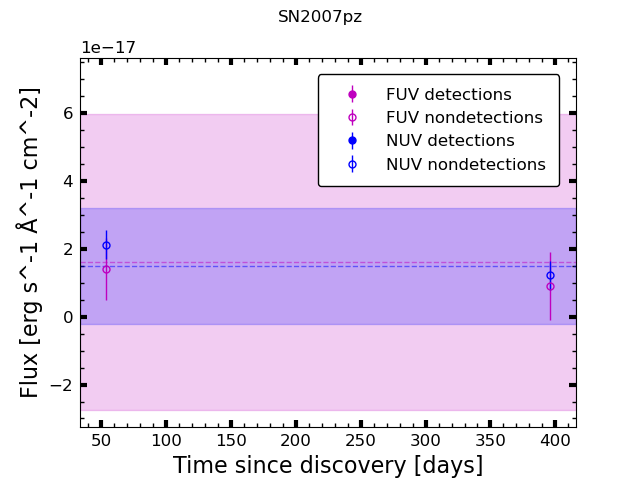 SN2007pz
1e−17
FUV detections
FUV nondetections
NUV detections
NUV nondetections
6
4
2
0
−2
Flux [erg s^-1 Å^-1 cm^-2]
50 100 150 200 250 300 350 400
Time since discovery [days]